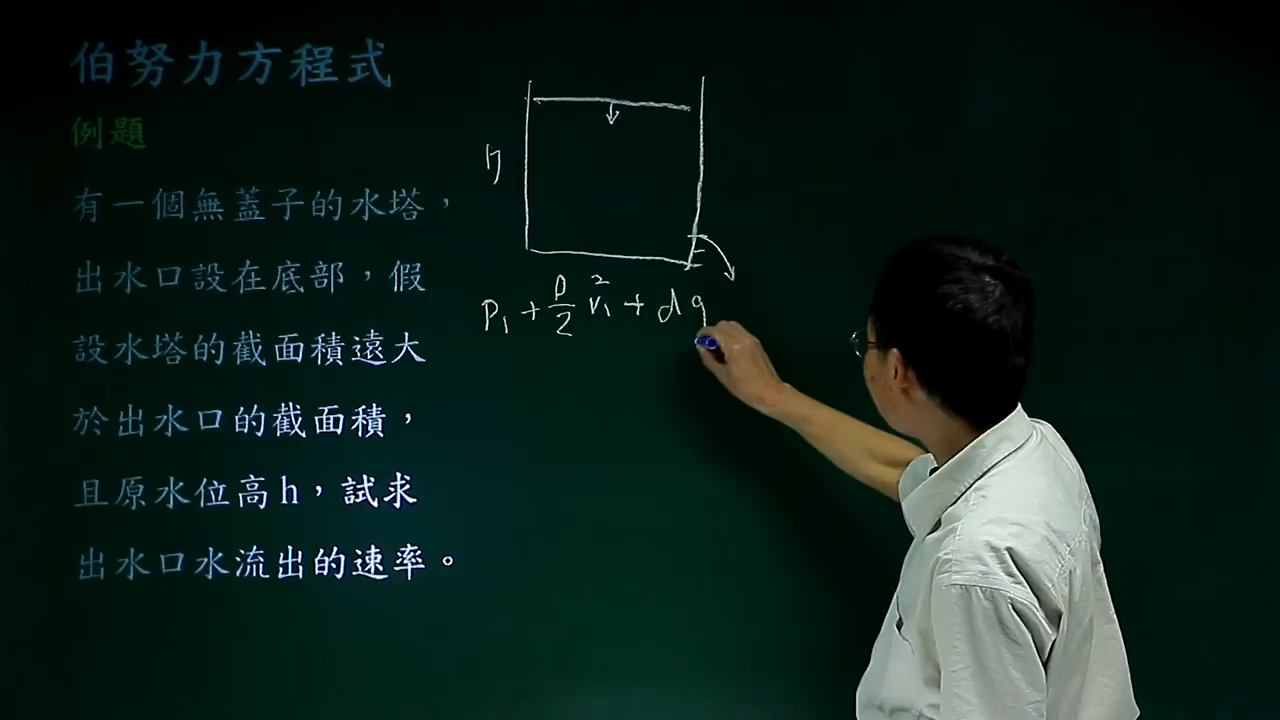 伯努力方程式
例題
有一個無蓋子的水塔，
出水口設在底部，假
設水塔的截面積遠大
於出水口的截面積，
且原水位高h，試求
出水口水流出的速率。
h
P₁ + ρ/2 v₁² + d g